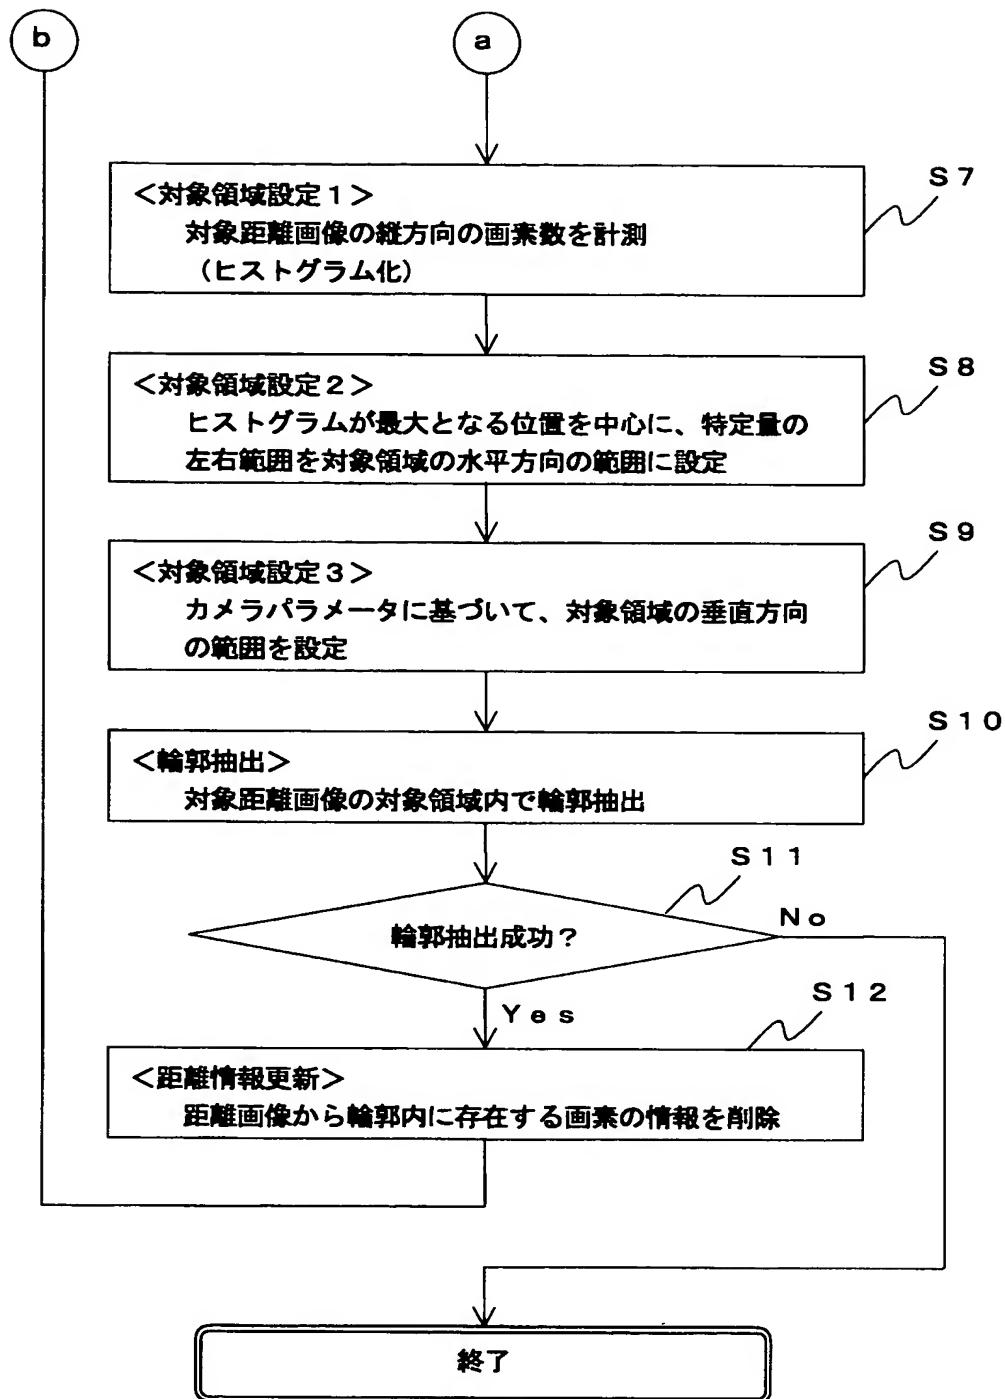 b
a
S7
<対象領域設定1>
対象距離画像の縦方向の画素数を計測
(ヒストグラム化)
S8
<対象領域設定2>
ヒストグラムが最大となる位置を中心に、特定量の
左右範囲を対象領域の水平方向の範囲に設定
S9
<対象領域設定3>
カメラパラメータに基づいて、対象領域の垂直方向
の範囲を設定
S10
<輪郭抽出>
対象距離画像の対象領域内で輪郭抽出
S11
輪郭抽出成功?
No
Yes
S12
<距離情報更新>
距離画像から輪郭内に存在する画素の情報を削除
終了